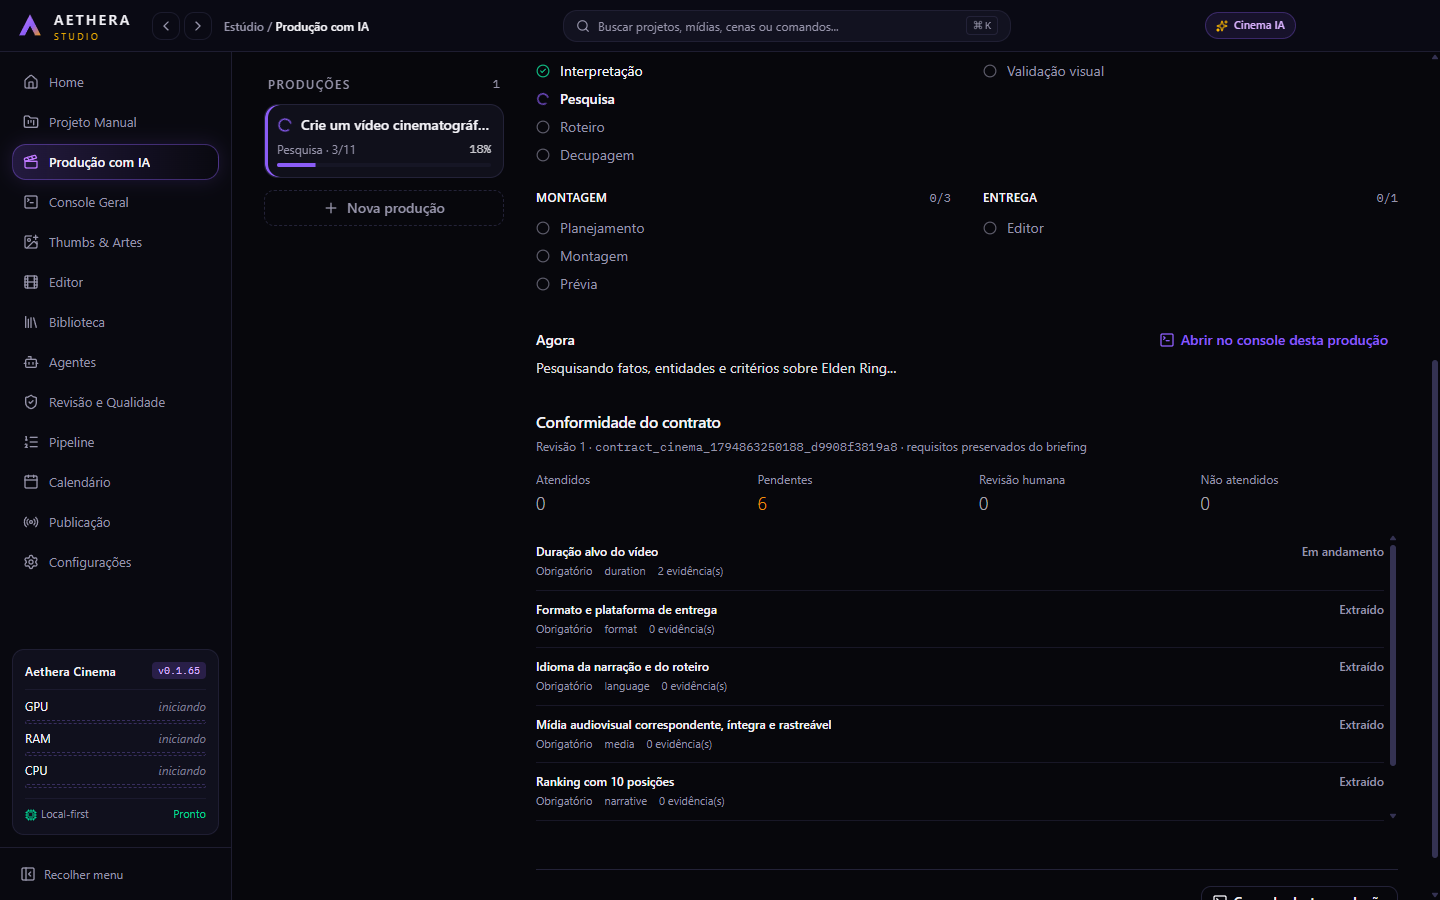 AETHERA
STUDIO
Estúdio / Produção com IA
Buscar projetos, mídias, cenas ou comandos...
⌘ K
Cinema IA
Home
Projeto Manual
Produção com IA
Console Geral
Thumbs & Artes
Editor
Biblioteca
Agentes
Revisão e Qualidade
Pipeline
Calendário
Publicação
Configurações
Aethera Cinema
v0.1.65
GPU
iniciando
RAM
iniciando
CPU
iniciando
Local-first
Pronto
Recolher menu
PRODUÇÕES
1
Crie um vídeo cinematográf...
Pesquisa · 3/11
18%
Nova produção
Interpretação
Pesquisa
Roteiro
Decupagem
Validação visual
MONTAGEM
0/3
Planejamento
Montagem
Prévia
ENTREGA
0/1
Editor
Agora
Abrir no console desta produção
Pesquisando fatos, entidades e critérios sobre Elden Ring...
Conformidade do contrato
Revisão 1 · contract_cinema_1794863250188_d9908f3819a8 · requisitos preservados do briefing
Atendidos
0
Pendentes
6
Revisão humana
0
Não atendidos
0
Duração alvo do vídeo
Em andamento
Obrigatório duration 2 evidência(s)
Formato e plataforma de entrega
Extraído
Obrigatório format 0 evidência(s)
Idioma da narração e do roteiro
Extraído
Obrigatório language 0 evidência(s)
Mídia audiovisual correspondente, íntegra e rastreável
Extraído
Obrigatório media 0 evidência(s)
Ranking com 10 posições
Extraído
Obrigatório narrative 0 evidência(s)